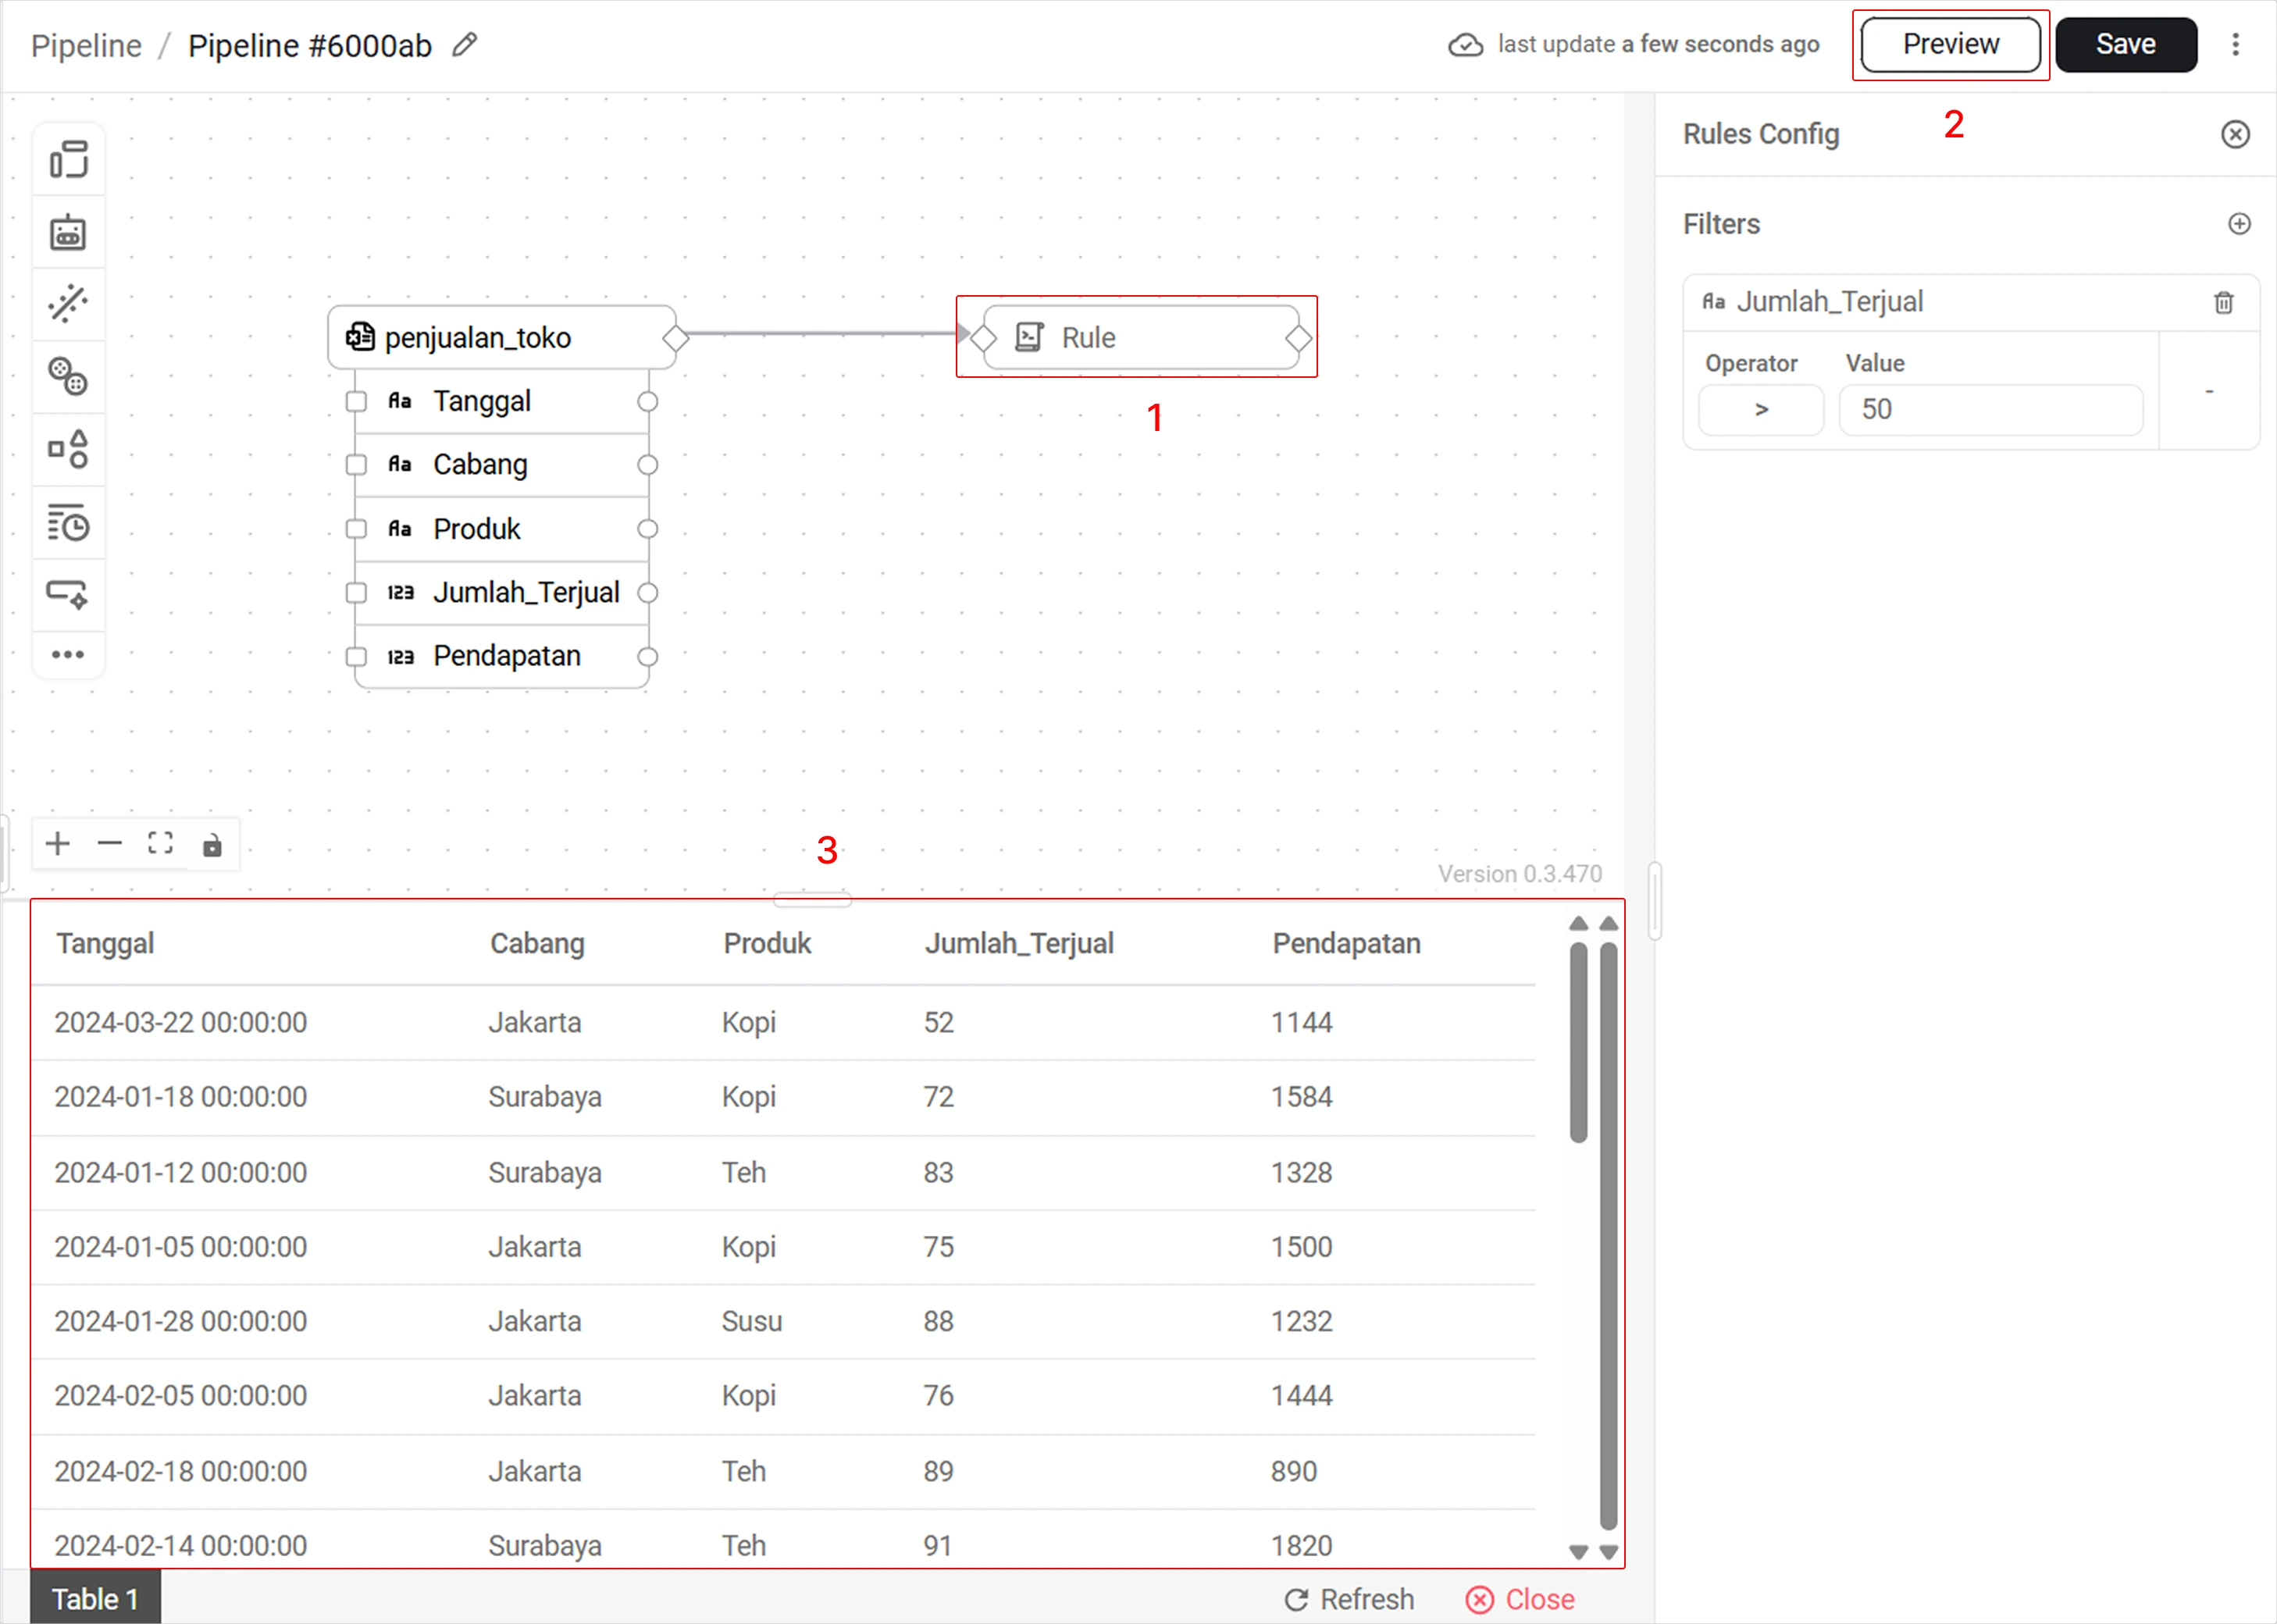 Pipeline / Pipeline #6000ab
last update a few seconds ago
Preview
Save
2
Rules Config
Filters
Aa Jumlah_Terjual
Operator Value
> 50 -
penjualan_toko
Rule
1
Aa Tanggal
Aa Cabang
Aa Produk
123 Jumlah_Terjual
123 Pendapatan
3
Version 0.3.470
Tanggal Cabang Produk Jumlah_Terjual Pendapatan
2024-03-22 00:00:00 Jakarta Kopi 52 1144
2024-01-18 00:00:00 Surabaya Kopi 72 1584
2024-01-12 00:00:00 Surabaya Teh 83 1328
2024-01-05 00:00:00 Jakarta Kopi 75 1500
2024-01-28 00:00:00 Jakarta Susu 88 1232
2024-02-05 00:00:00 Jakarta Kopi 76 1444
2024-02-18 00:00:00 Jakarta Teh 89 890
2024-02-14 00:00:00 Surabaya Teh 91 1820
Table 1
Refresh
Close